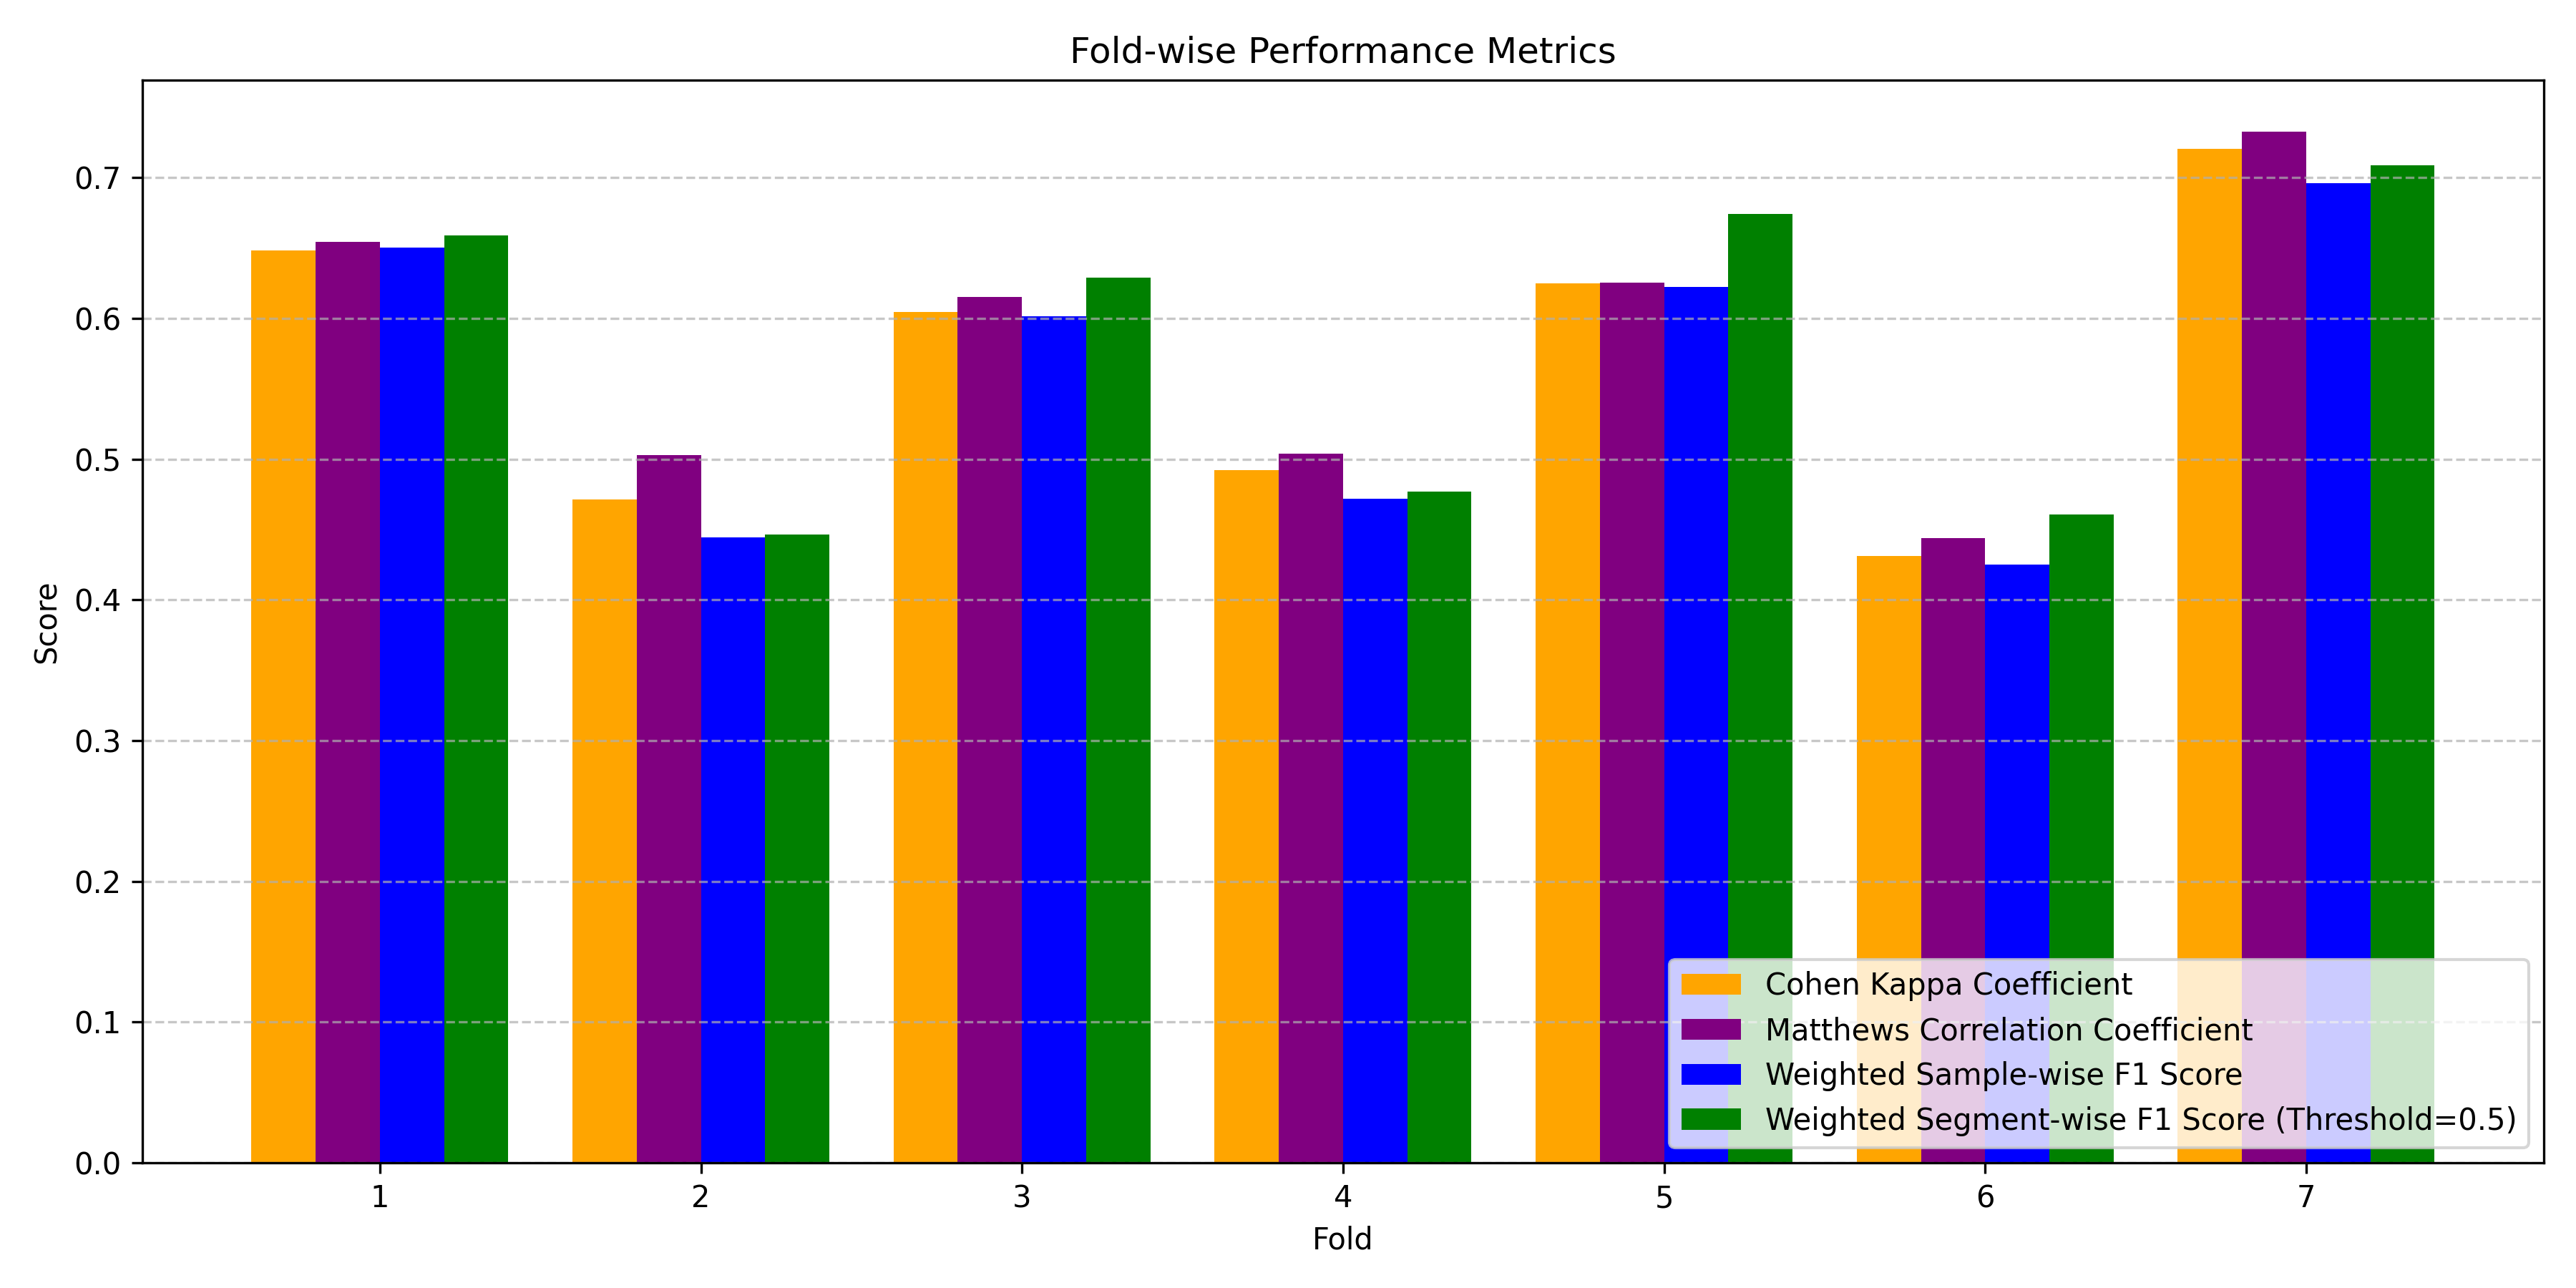 Fold-wise Performance Metrics
Score
0.7
0.6
0.5
0.4
0.3
0.2
0.1
0.0
Cohen Kappa Coefficient
Matthews Correlation Coefficient
Weighted Sample-wise F1 Score
Weighted Segment-wise F1 Score (Threshold=0.5)
1 2 3 4 5 6 7
Fold